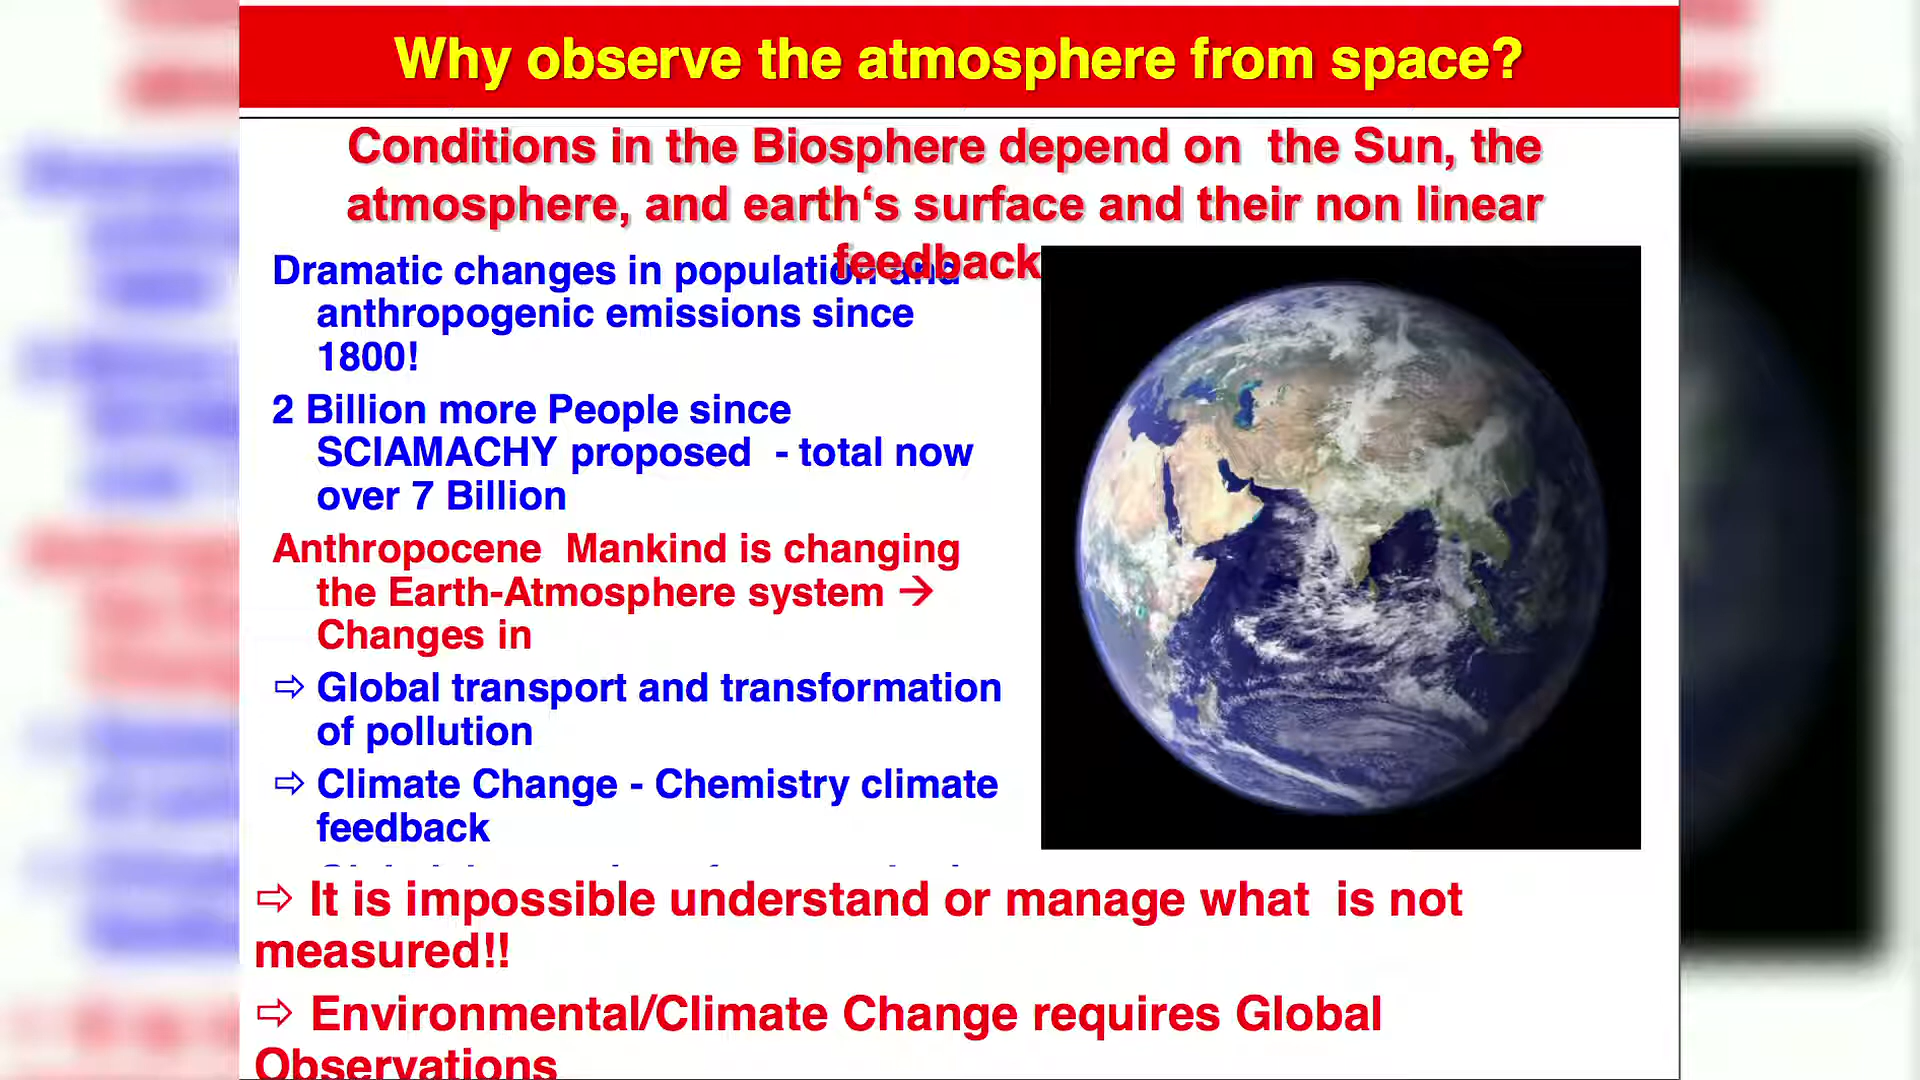 Why observe the atmosphere from space?
Conditions in the Biosphere depend on the Sun, the
atmosphere, and earth‘s surface and their non linear
feedback
Dramatic changes in population and
anthropogenic emissions since
1800!
2 Billion more People since
SCIAMACHY proposed - total now
over 7 Billion
Anthropocene Mankind is changing
the Earth-Atmosphere system →
Changes in
⇨ Global transport and transformation
of pollution
⇨ Climate Change - Chemistry climate
feedback
⇨ It is impossible understand or manage what is not
measured!!
⇨ Environmental/Climate Change requires Global
Observations